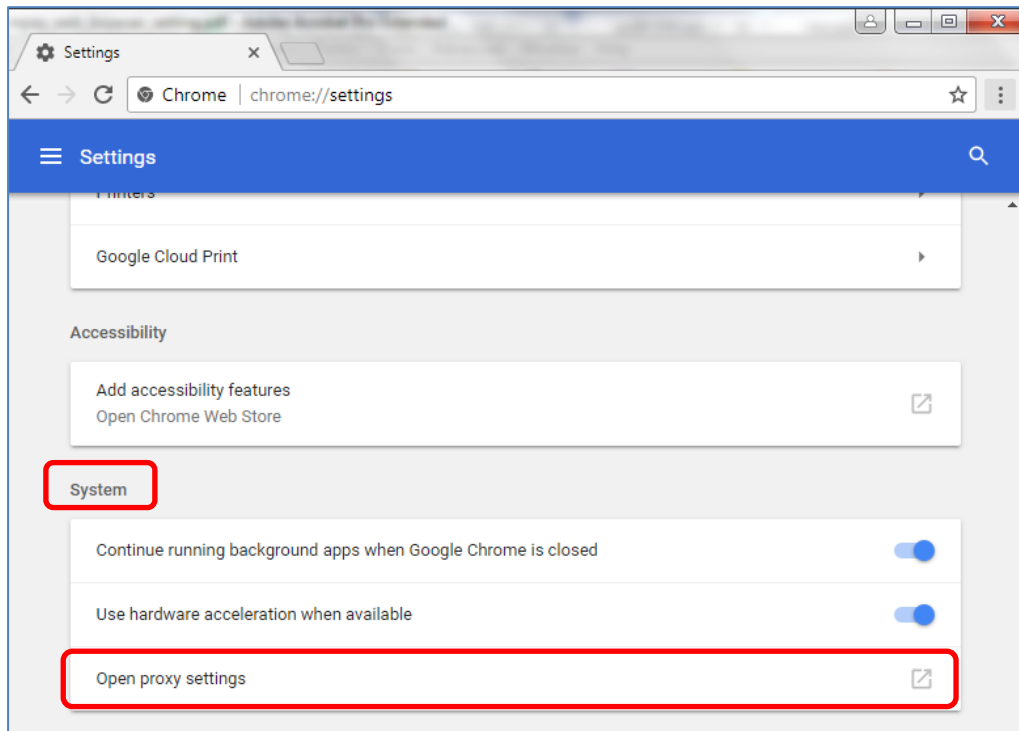 Settings
Chrome | chrome://settings
Settings
Printers
Google Cloud Print
Accessibility
Add accessibility features
Open Chrome Web Store
System
Continue running background apps when Google Chrome is closed
Use hardware acceleration when available
Open proxy settings